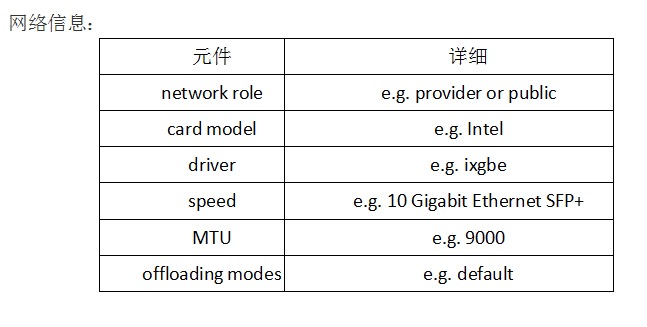 网络信息：
元件 详细
network role e.g. provider or public
card model e.g. Intel
driver e.g. ixgbe
speed e.g. 10 Gigabit Ethernet SFP+
MTU e.g. 9000
offloading modes e.g. default